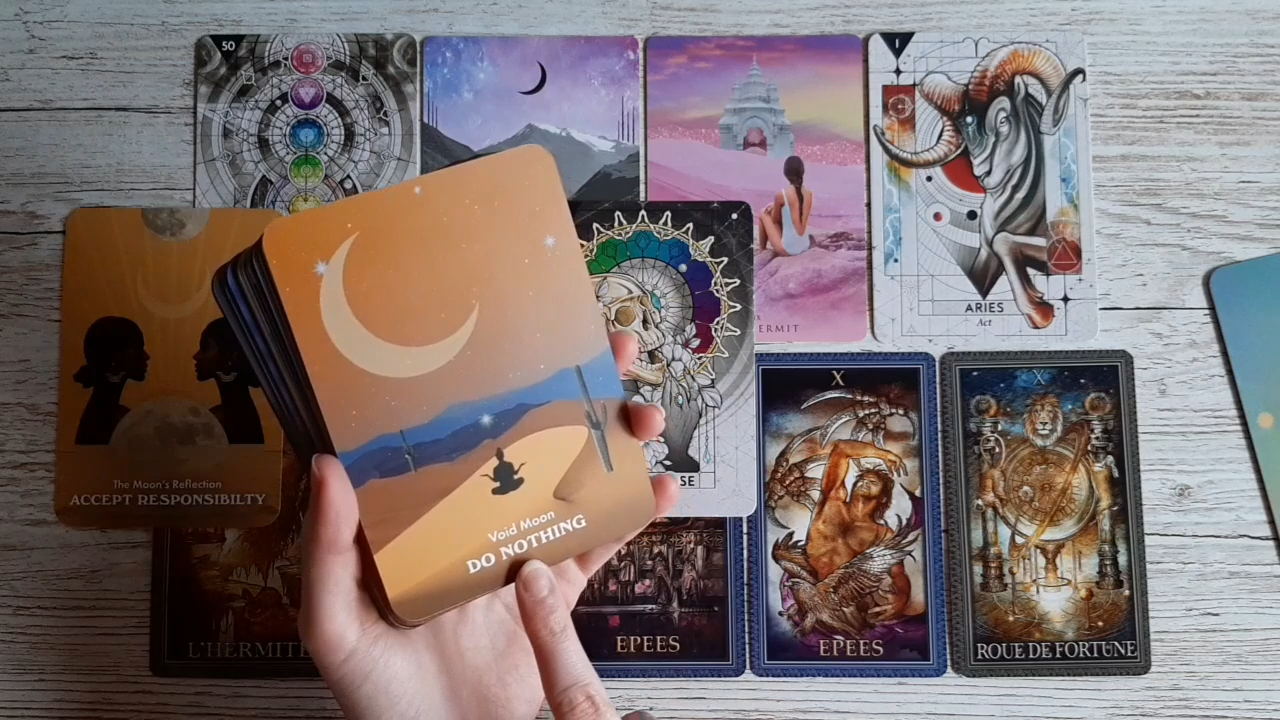 50
I
ERMIT
ARIES
Act
The Moon's Reflection
ACCEPT RESPONSIBILTY
Void Moon
DO NOTHING
SE
X
X
L'HERMITE
EPEES
EPEES
ROUE DE FORTUNE